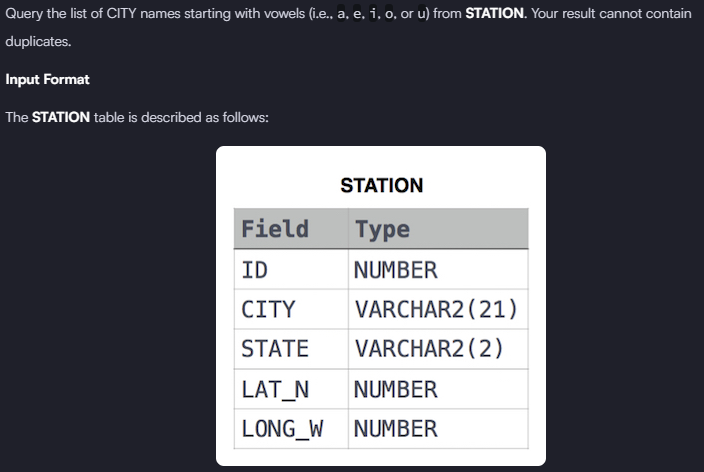 Query the list of CITY names starting with vowels (i.e., a, e, i, o, or u) from STATION. Your result cannot contain
duplicates.
Input Format
The STATION table is described as follows:
STATION
Field Type
ID NUMBER
CITY VARCHAR2(21)
STATE VARCHAR2(2)
LAT_N NUMBER
LONG_W NUMBER